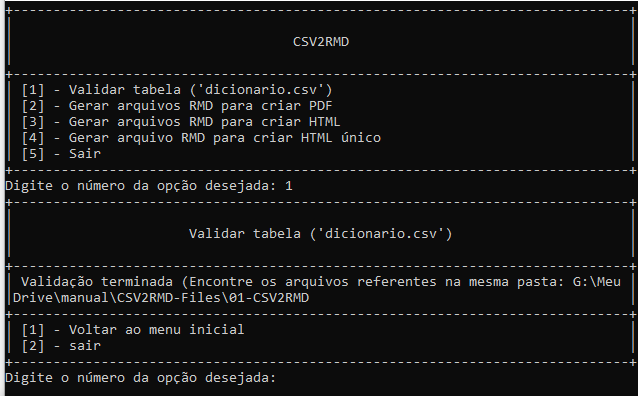 CSV2RMD
[1] - Validar tabela ('dicionario.csv')
[2] - Gerar arquivos RMD para criar PDF
[3] - Gerar arquivos RMD para criar HTML
[4] - Gerar arquivo RMD para criar HTML único
[5] - Sair
Digite o número da opção desejada: 1
Validar tabela ('dicionario.csv')
Validação terminada (Encontre os arquivos referentes na mesma pasta: G:\Meu
Drive\manual\CSV2RMD-Files\01-CSV2RMD
[1] - Voltar ao menu inicial
[2] - sair
Digite o número da opção desejada: